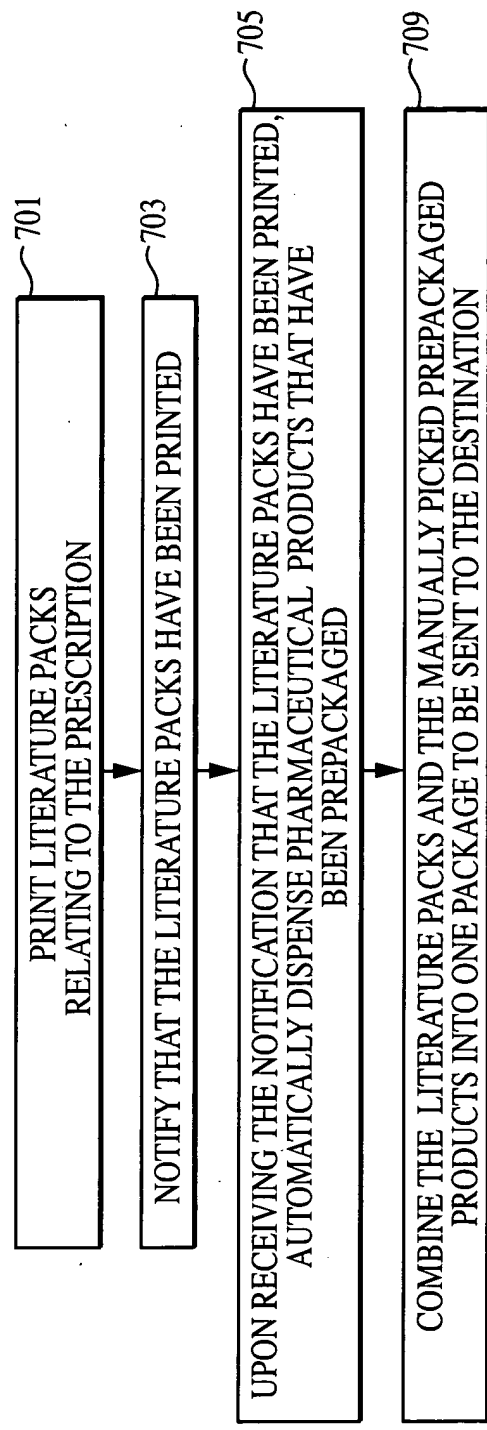 PRINT LITERATURE PACKS
RELATING TO THE PRESCRIPTION
701
NOTIFY THAT THE LITERATURE PACKS HAVE BEEN PRINTED
703
UPON RECEIVING THE NOTIFICATION THAT THE LITERATURE PACKS HAVE BEEN PRINTED,
AUTOMATICALLY DISPENSE PHARMACEUTICAL PRODUCTS THAT HAVE
BEEN PREPACKAGED
705
COMBINE THE LITERATURE PACKS AND THE MANUALLY PICKED PREPACKAGED
PRODUCTS INTO ONE PACKAGE TO BE SENT TO THE DESTINATION
709